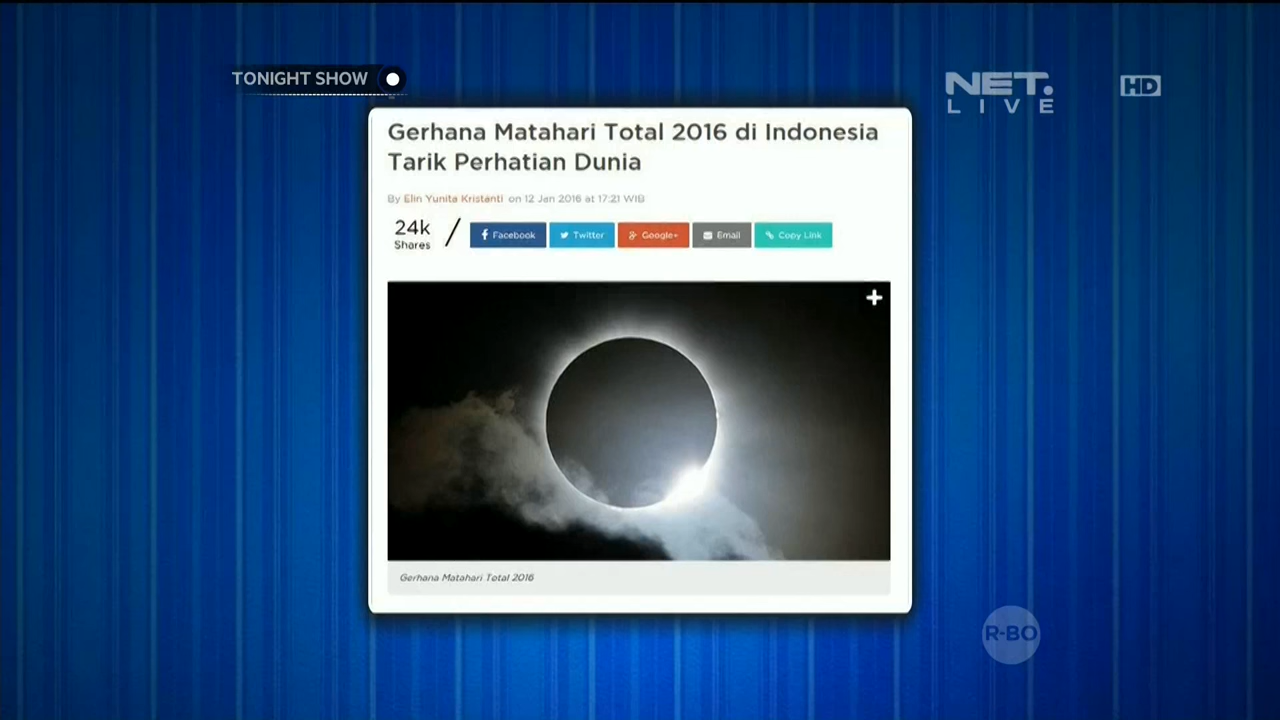 TONIGHT SHOW
NET.
LIVE
HD
Gerhana Matahari Total 2016 di Indonesia
Tarik Perhatian Dunia
By Elin Yunita Kristanti on 12 Jan 2016 at 17:21 WIB
24k
Shares
Facebook
Twitter
Google+
Email
Copy Link
Gerhana Matahari Total 2016
R-BO